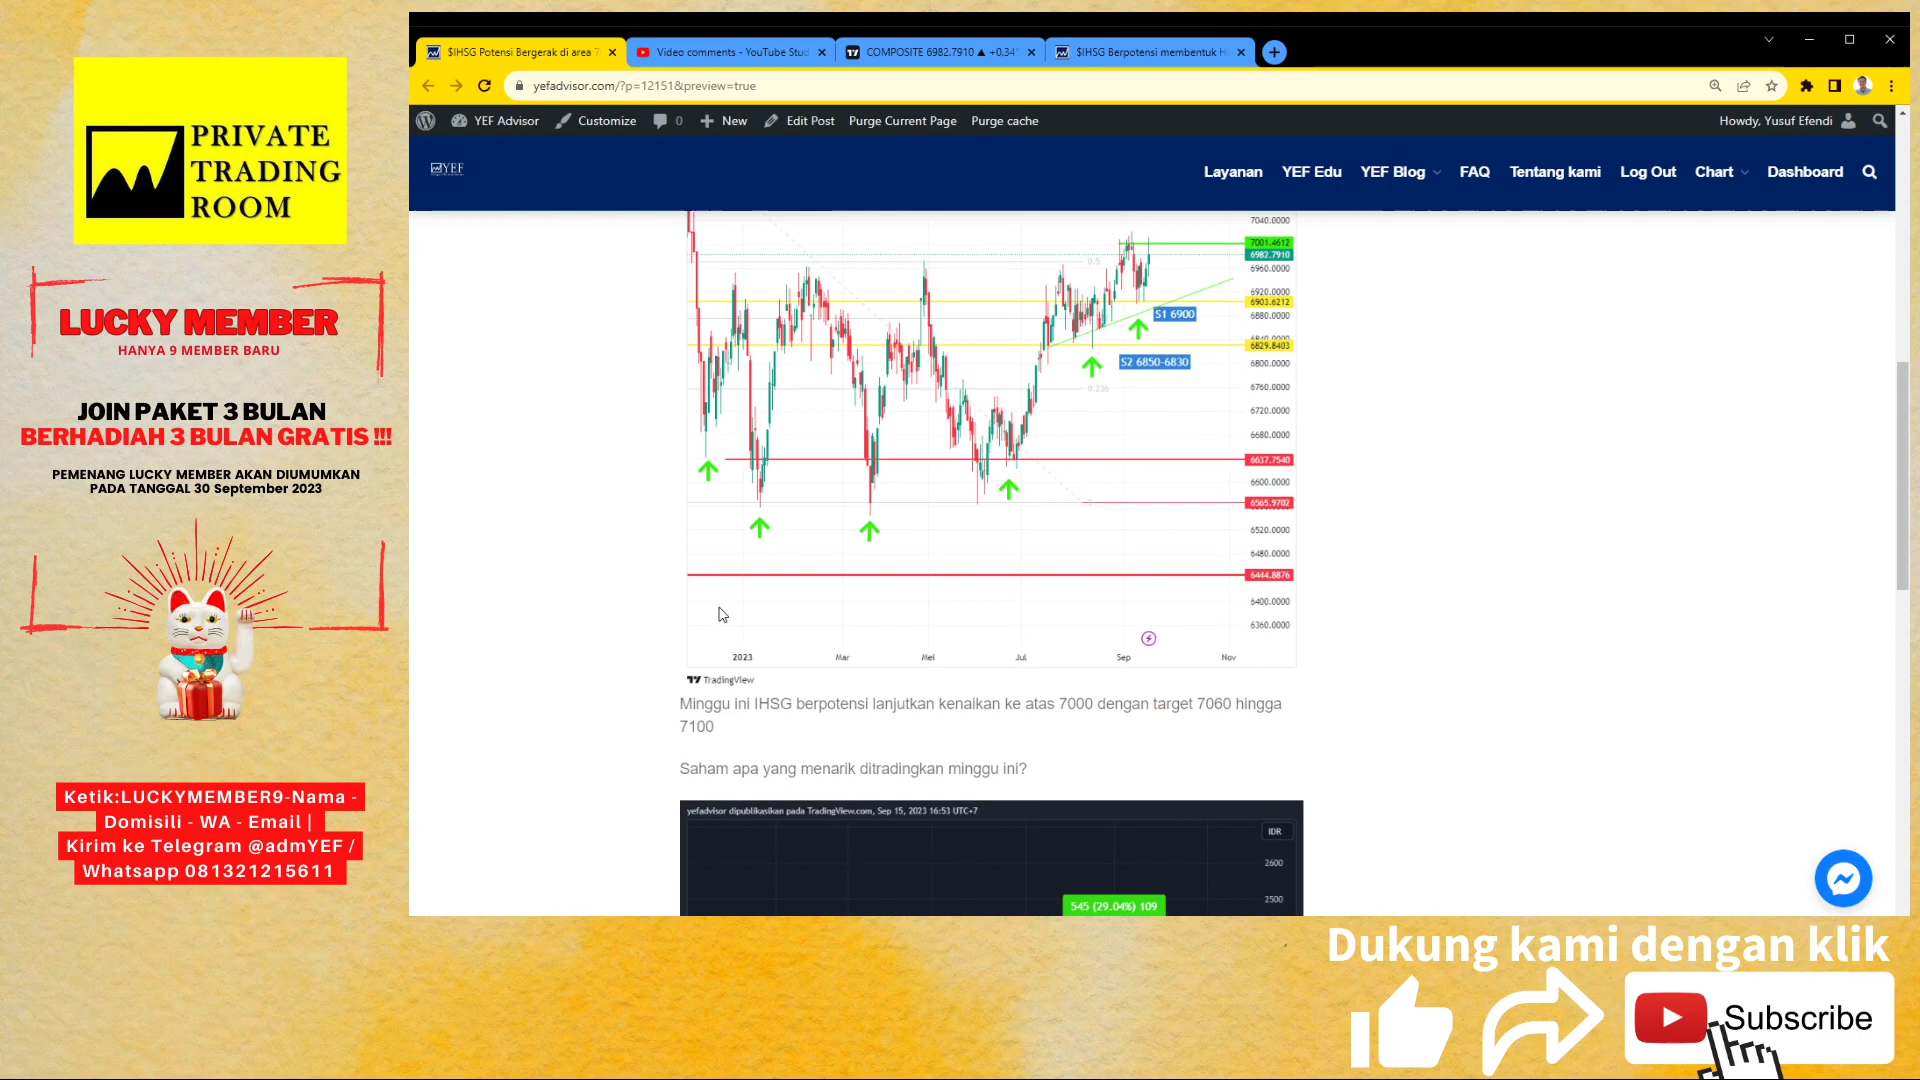 PRIVATE
TRADING
ROOM
LUCKY MEMBER
HANYA 9 MEMBER BARU
JOIN PAKET 3 BULAN
BERHADIAH 3 BULAN GRATIS !!!
PEMENANG LUCKY MEMBER AKAN DIUMUMKAN
PADA TANGGAL 30 September 2023
Ketik:LUCKYMEMBER9-Nama -
Domisili - WA - Email |
Kirim ke Telegram @admYEF /
Whatsapp 081321215611
$IHSG Potensi Bergerak di area 7
Video comments - YouTube Stud
COMPOSITE 6982.7910 ▲ +0.34
$IHSG Berpotensi membentuk H
yefadvisor.com/?p=12151&preview=true
YEF Advisor
Customize
0
New
Edit Post
Purge Current Page
Purge cache
Howdy, Yusuf Efendi
YEF
Layanan
YEF Edu
YEF Blog
FAQ
Tentang kami
Log Out
Chart
Dashboard
7040.0000
7001.4612
6982.7910
0.5
6960.0000
6920.0000
6903.6212
S1 6900
6880.0000
6829.8403
S2 6850-6830
6800.0000
0.236
6760.0000
6720.0000
6680.0000
6637.7540
6600.0000
6565.9702
6520.0000
6480.0000
6444.8876
6400.0000
6360.0000
2023
Mar
Mei
Jul
Sep
Nov
TradingView
Minggu ini IHSG berpotensi lanjutkan kenaikan ke atas 7000 dengan target 7060 hingga
7100
Saham apa yang menarik ditradingkan minggu ini?
yefadvisor dipublikasikan pada TradingView.com, Sep 15, 2023 16:53 UTC+7
IDR
2600
2500
545 (29.04%) 109
Dukung kami dengan klik
Subscribe